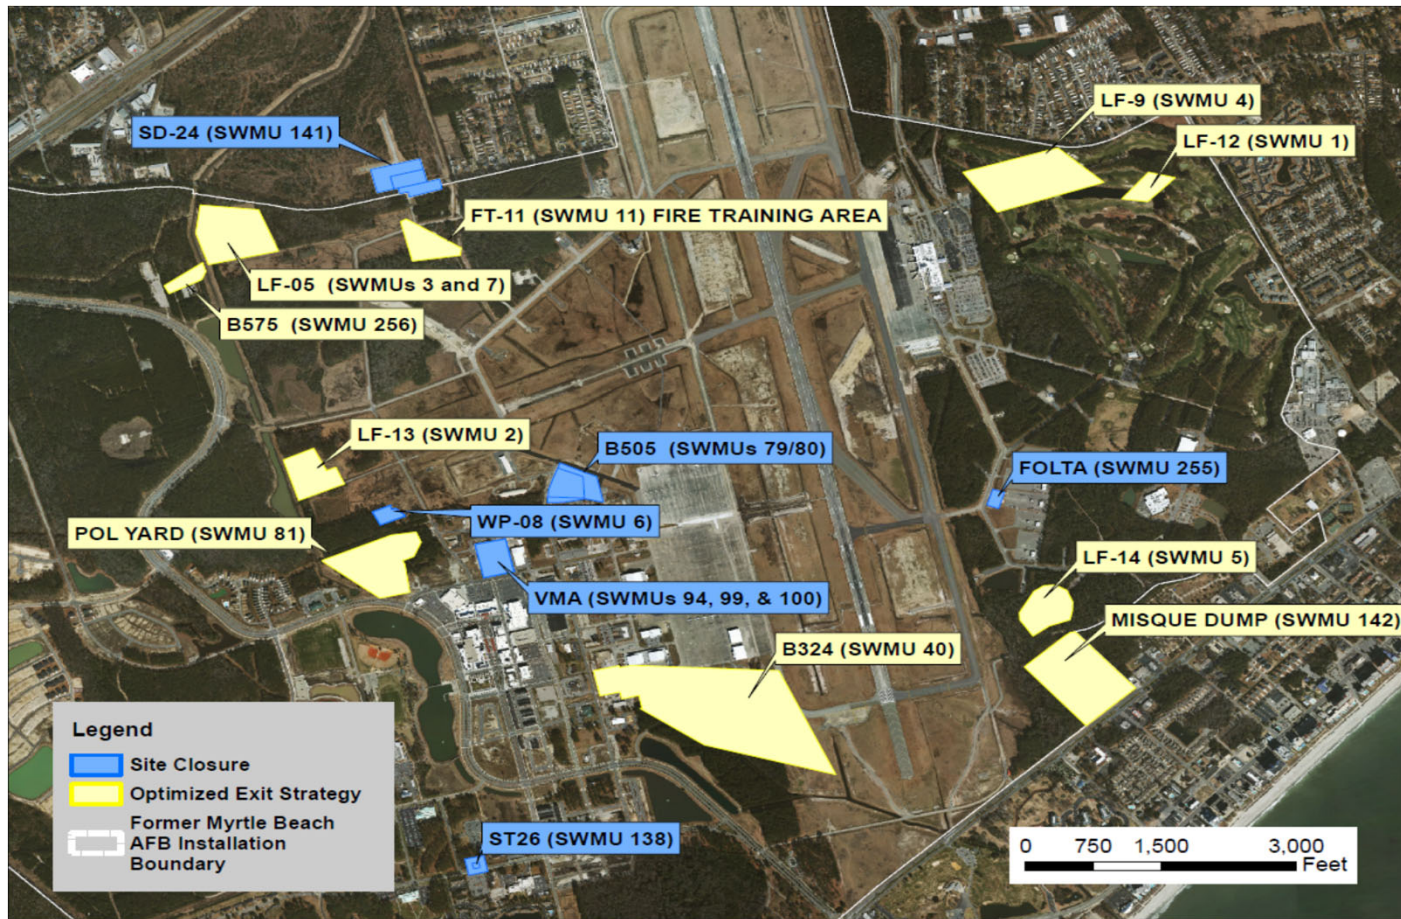 LF-9 (SWMU 4)
SD-24 (SWMU 141)
LF-12 (SWMU 1)
FT-11 (SWMU 11) FIRE TRAINING AREA
LF-05 (SWMUs 3 and 7)
B575 (SWMU 256)
LF-13 (SWMU 2)
B505 (SWMUs 79/80)
FOLTA (SWMU 255)
WP-08 (SWMU 6)
POL YARD (SWMU 81)
LF-14 (SWMU 5)
VMA (SWMUs 94, 99, & 100)
MISQUE DUMP (SWMU 142)
B324 (SWMU 40)
Legend
Site Closure
Optimized Exit Strategy
Former Myrtle Beach
AFB Installation
Boundary
ST26 (SWMU 138)
0 750 1,500 3,000
Feet